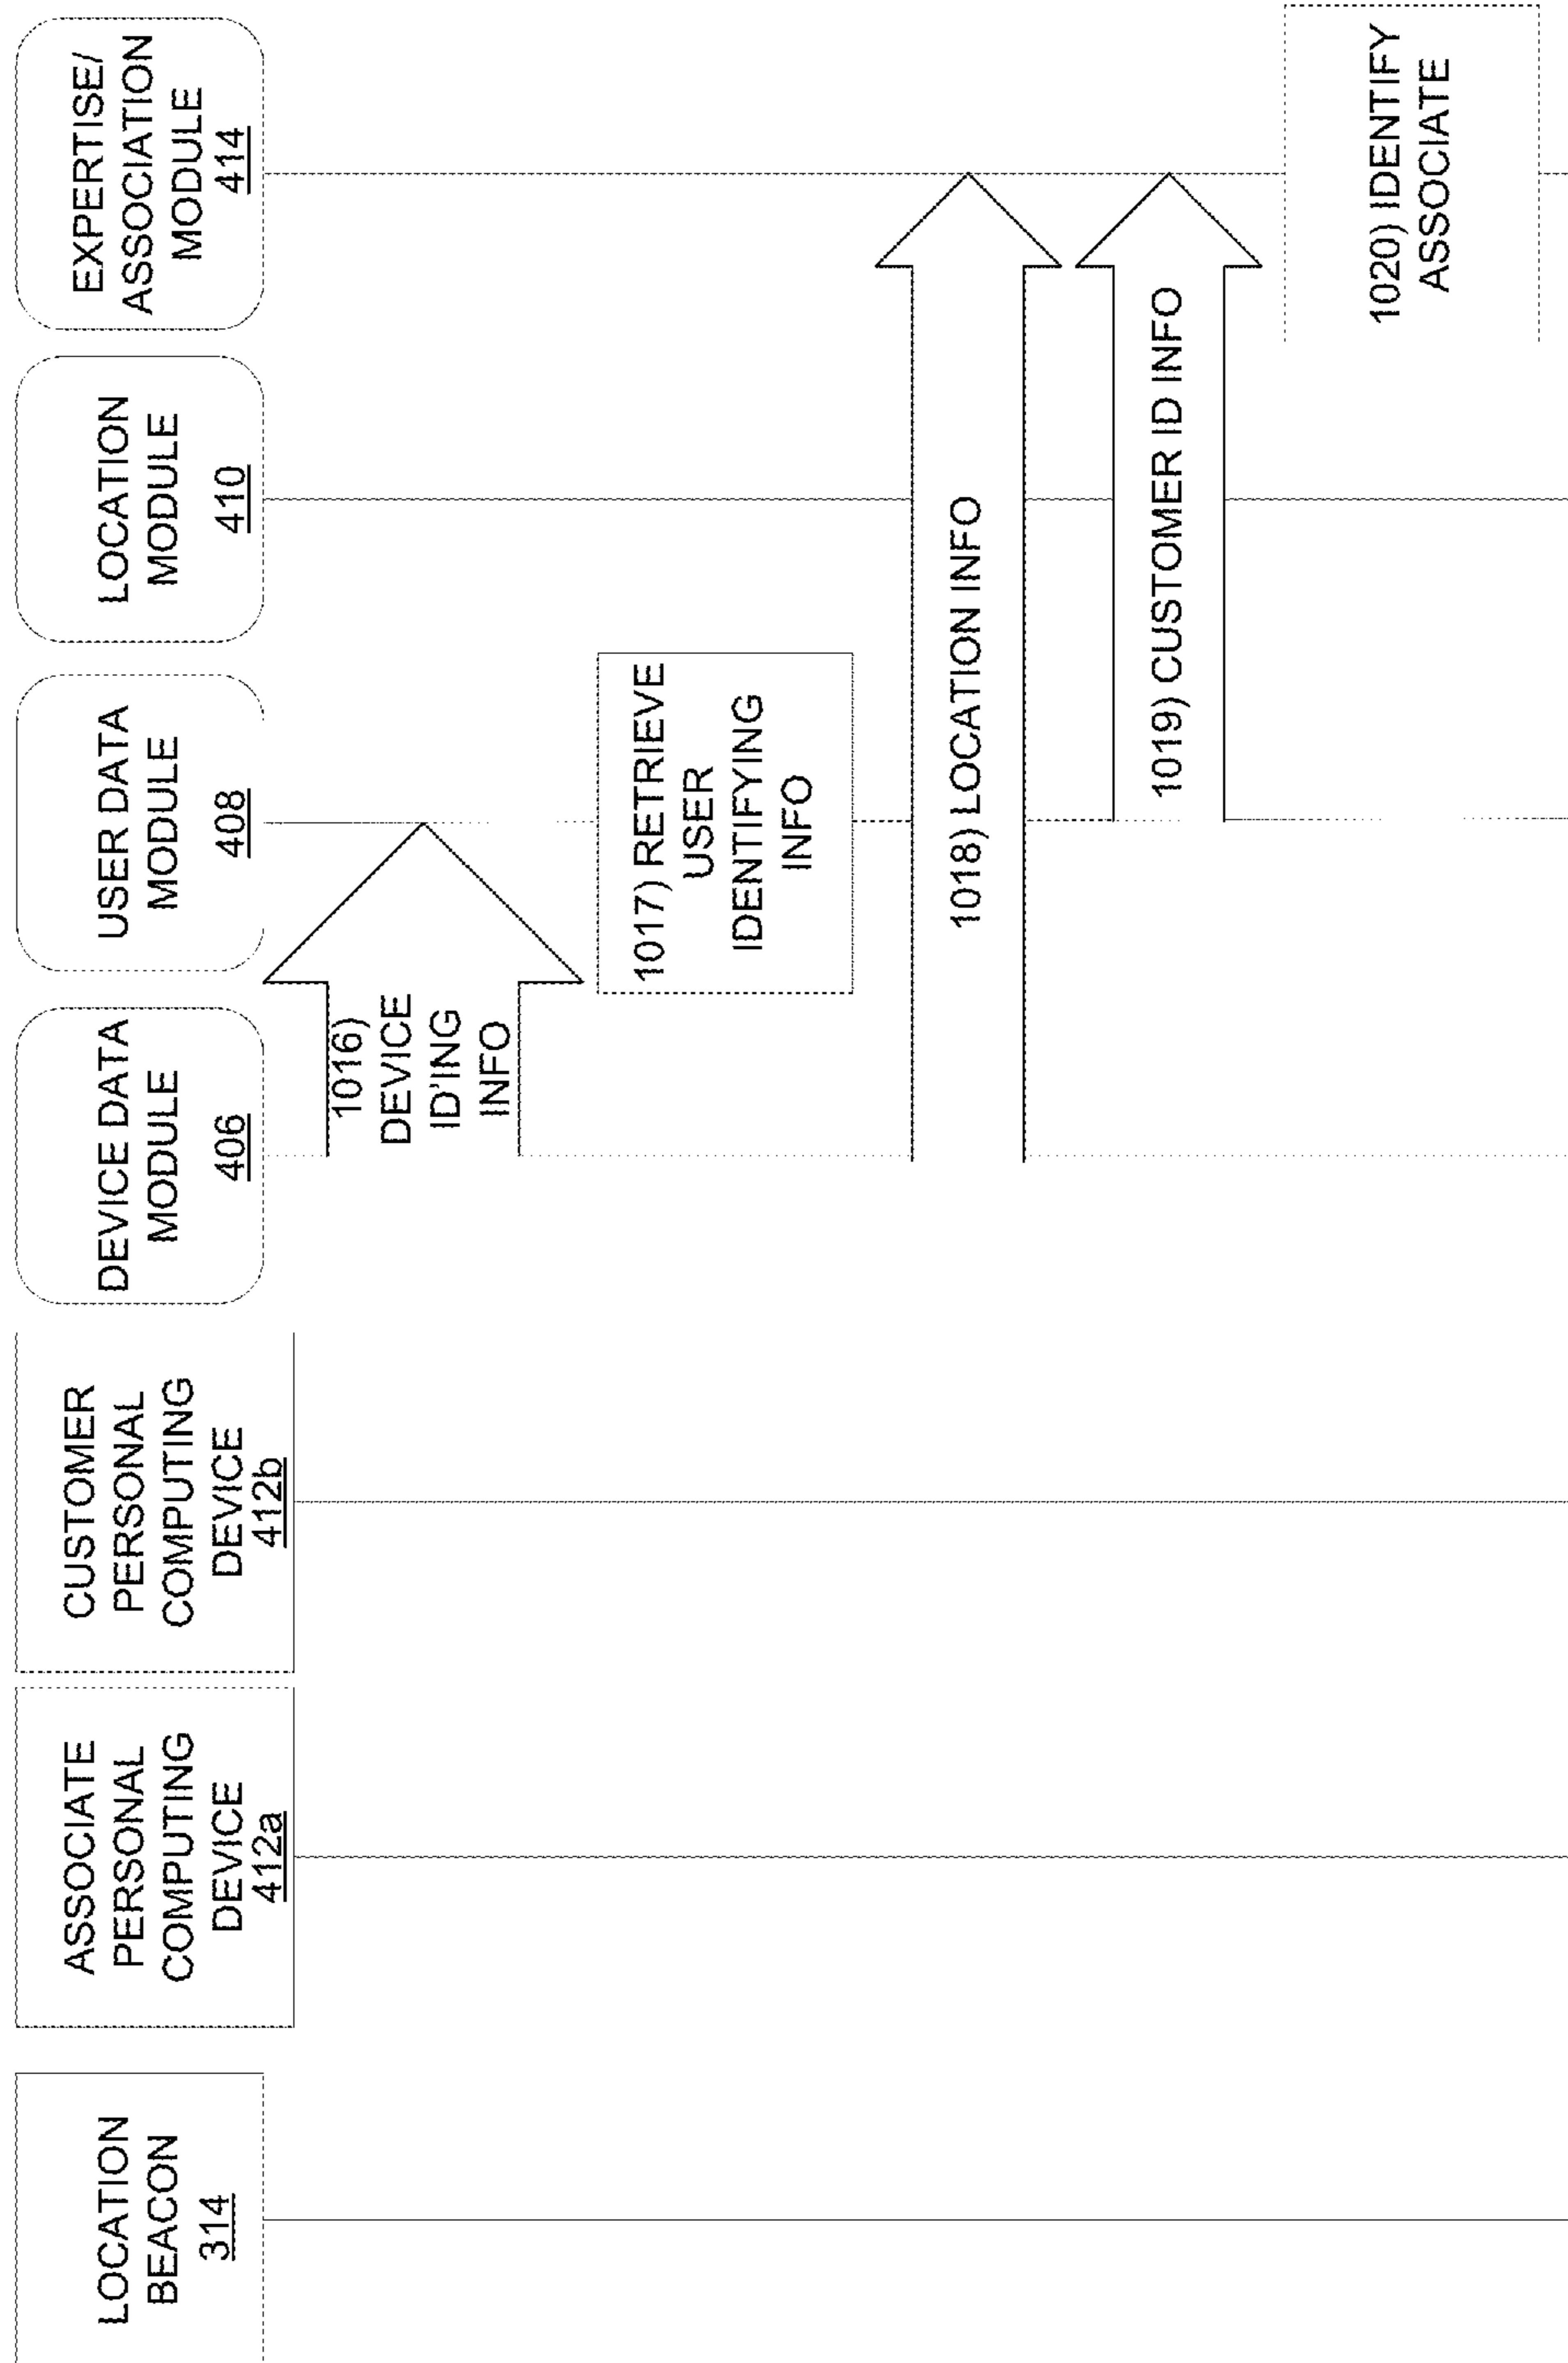 LOCATION
BEACON
314
ASSOCIATE
PERSONAL
COMPUTING
DEVICE
412a
CUSTOMER
PERSONAL
COMPUTING
DEVICE
412b
DEVICE DATA
MODULE
406
USER DATA
MODULE
408
LOCATION
MODULE
410
EXPERTISE/
ASSOCIATION
MODULE
414
1016)
DEVICE
ID'ING
INFO
1017) RETRIEVE
USER
IDENTIFYING
INFO
1018) LOCATION INFO
1019) CUSTOMER ID INFO
1020) IDENTIFY
ASSOCIATE